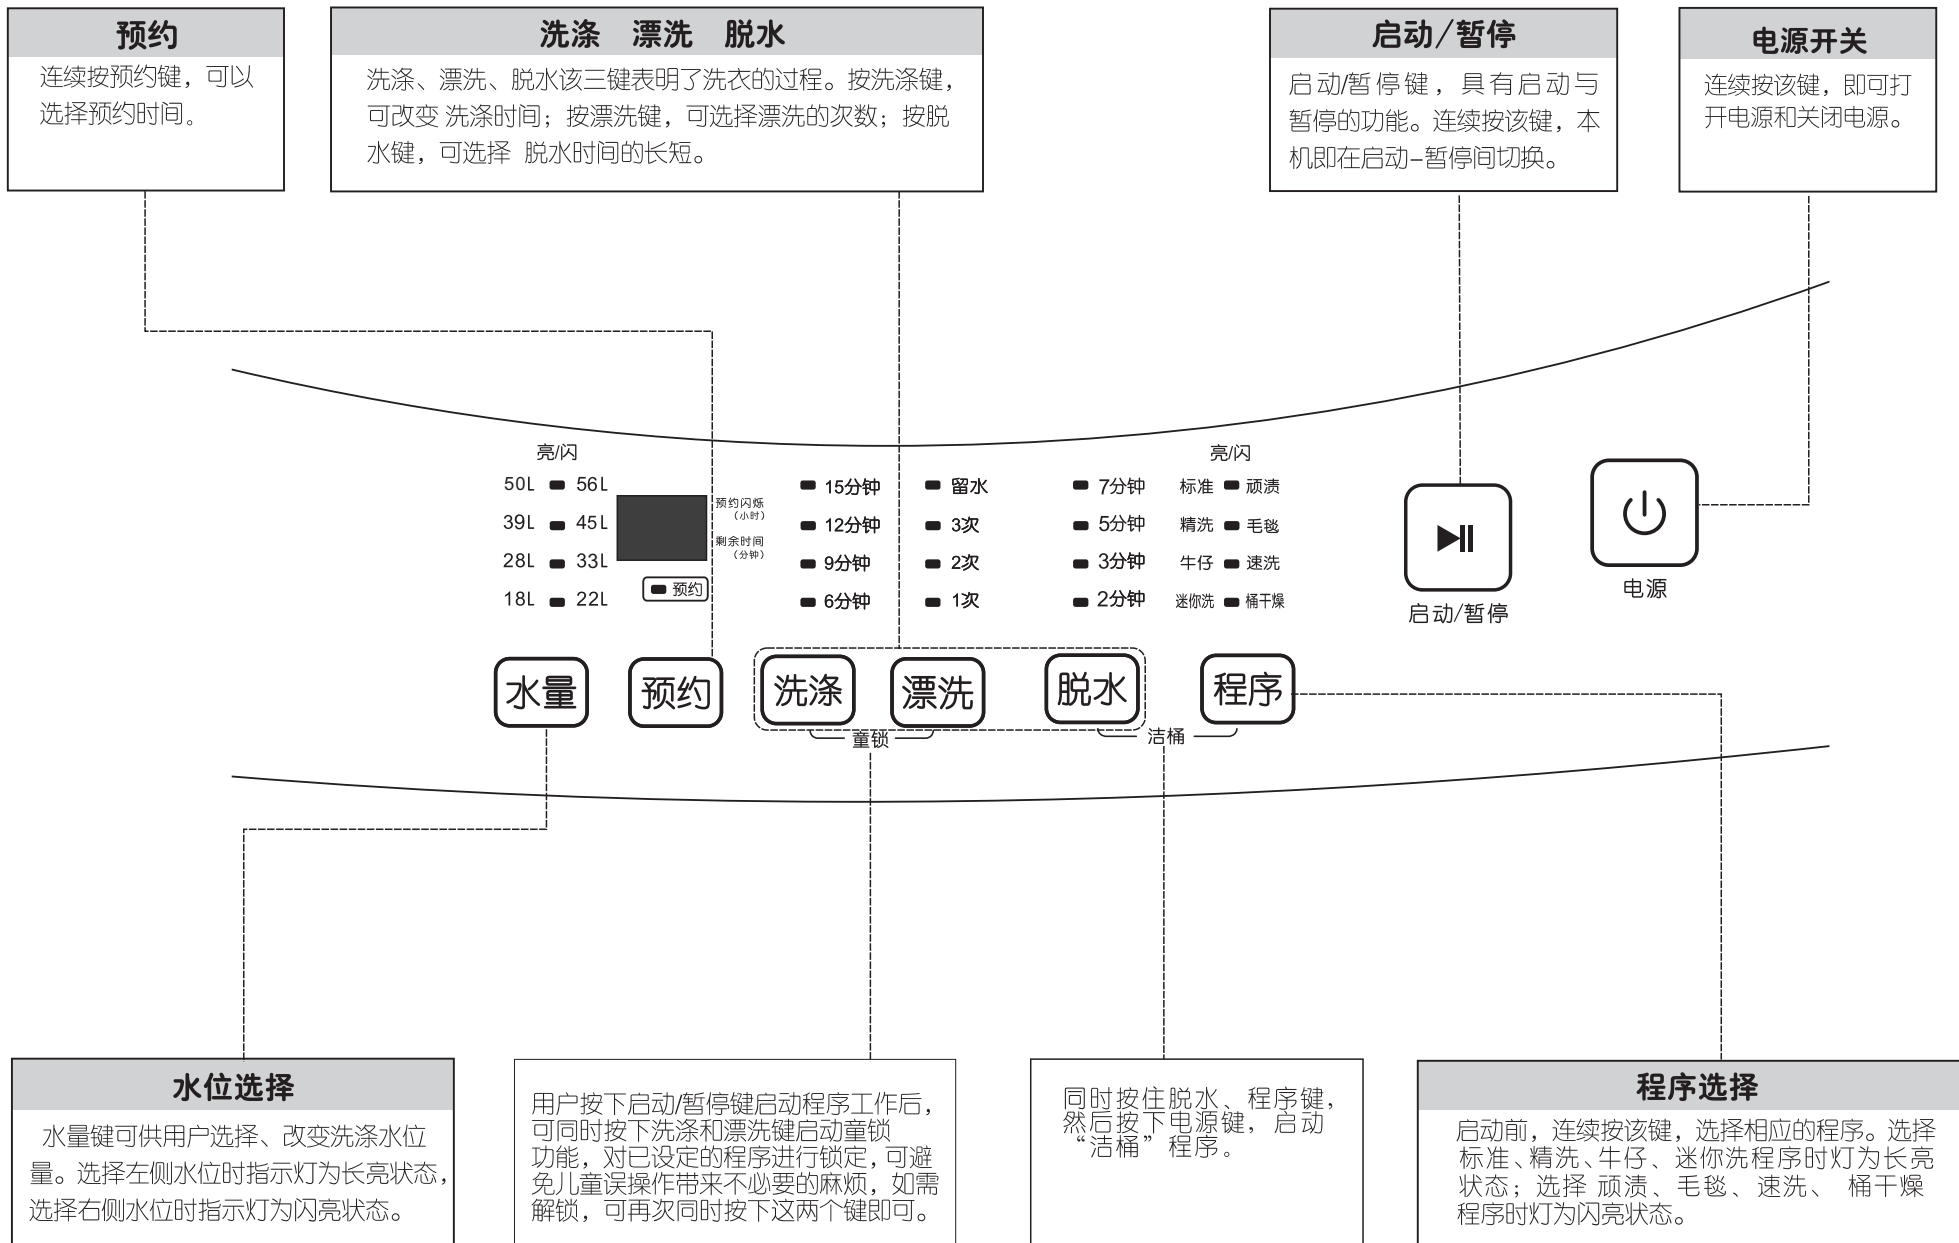 预约
连续按预约键，可以
选择预约时间。
洗涤 漂洗 脱水
洗涤、漂洗、脱水该三键表明了洗衣的过程。按洗涤键，
可改变 洗涤时间；按漂洗键，可选择漂洗的次数；按脱
水键，可选择 脱水时间的长短。
启动/暂停
启动/暂停键，具有启动与
暂停的功能。连续按该键，本
机即在启动-暂停间切换。
电源开关
连续按该键，即可打
开电源和关闭电源。
亮/闪
50L 56L
39L 45L
28L 33L
18L 22L
预约闪烁
（小时）
剩余时间
（分钟）
预约
15分钟
12分钟
9分钟
6分钟
留水
3次
2次
1次
7分钟
5分钟
3分钟
2分钟
亮/闪
标准 顽渍
精洗 毛毯
牛仔 速洗
迷你洗 桶干燥
启动/暂停
电源
水量
预约
洗涤
漂洗
脱水
程序
童锁
洁桶
水位选择
水量键可供用户选择、改变洗涤水位
量。选择左侧水位时指示灯为长亮状态，
选择右侧水位时指示灯为闪亮状态。
用户按下启动/暂停键启动程序工作后，
可同时按下洗涤和漂洗键启动童锁
功能，对已设定的程序进行锁定，可避
免儿童误操作带来不必要的麻烦，如需
解锁，可再次同时按下这两个键即可。
同时按住脱水、程序键，
然后按下电源键，启动
“洁桶”程序。
程序选择
启动前，连续按该键，选择相应的程序。选择
标准、精洗、牛仔、迷你洗程序时灯为长亮
状态；选择 顽渍、毛毯、速洗、 桶干燥
程序时灯为闪亮状态。